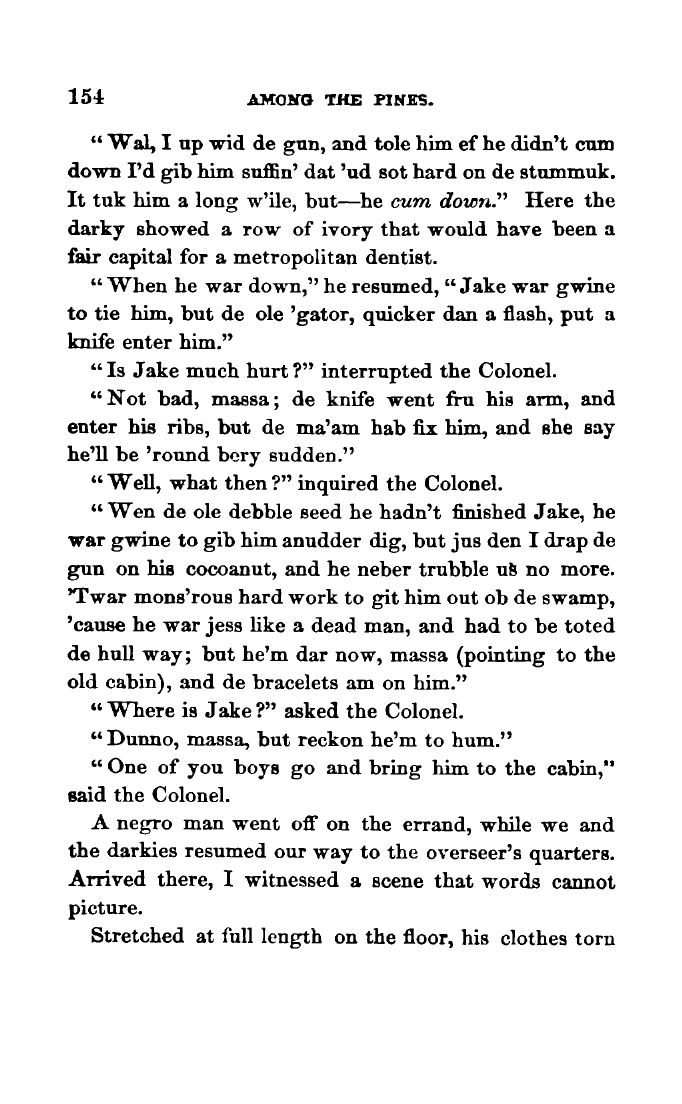 154 AMONG THE PINES.
“Wal, I up wid de gun, and tole him ef he didn’t cum
down I’d gib him suffin’ dat ’ud sot hard on de stummuk.
It tuk him a long w’ile, but—he cum down.” Here the
darky showed a row of ivory that would have been a
fair capital for a metropolitan dentist.
“When he war down,” he resumed, “Jake war gwine
to tie him, but de ole ’gator, quicker dan a flash, put a
knife enter him.”
“Is Jake much hurt?” interrupted the Colonel.
“Not bad, massa; de knife went fru his arm, and
enter his ribs, but de ma’am hab fix him, and she say
he’ll be ’round bery sudden.”
“Well, what then?” inquired the Colonel.
“Wen de ole debble seed he hadn’t finished Jake, he
war gwine to gib him anudder dig, but jus den I drap de
gun on his cocoanut, and he neber trubble us no more.
’Twar mons’rous hard work to git him out ob de swamp,
’cause he war jess like a dead man, and had to be toted
de hull way; but he’m dar now, massa (pointing to the
old cabin), and de bracelets am on him.”
“Where is Jake?” asked the Colonel.
“Dunno, massa, but reckon he’m to hum.”
“One of you boys go and bring him to the cabin,”
said the Colonel.
A negro man went off on the errand, while we and
the darkies resumed our way to the overseer’s quarters.
Arrived there, I witnessed a scene that words cannot
picture.
Stretched at full length on the floor, his clothes torn